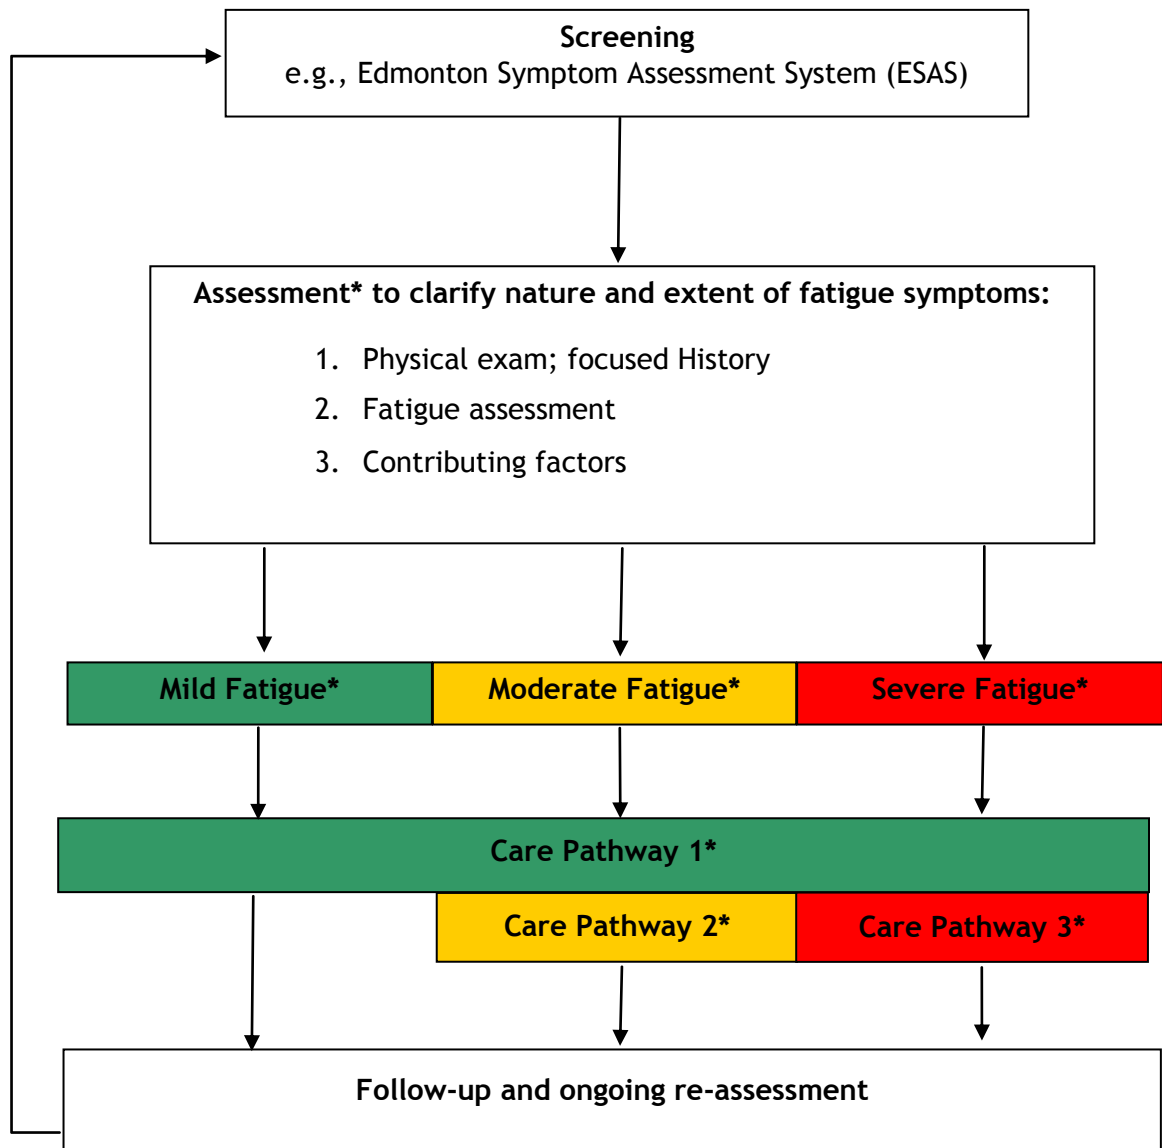 Screening
e.g., Edmonton Symptom Assessment System (ESAS)
Assessment* to clarify nature and extent of fatigue symptoms:
1. Physical exam; focused History
2. Fatigue assessment
3. Contributing factors
Mild Fatigue*
Moderate Fatigue*
Severe Fatigue*
Care Pathway 1*
Care Pathway 2*
Care Pathway 3*
Follow-up and ongoing re-assessment